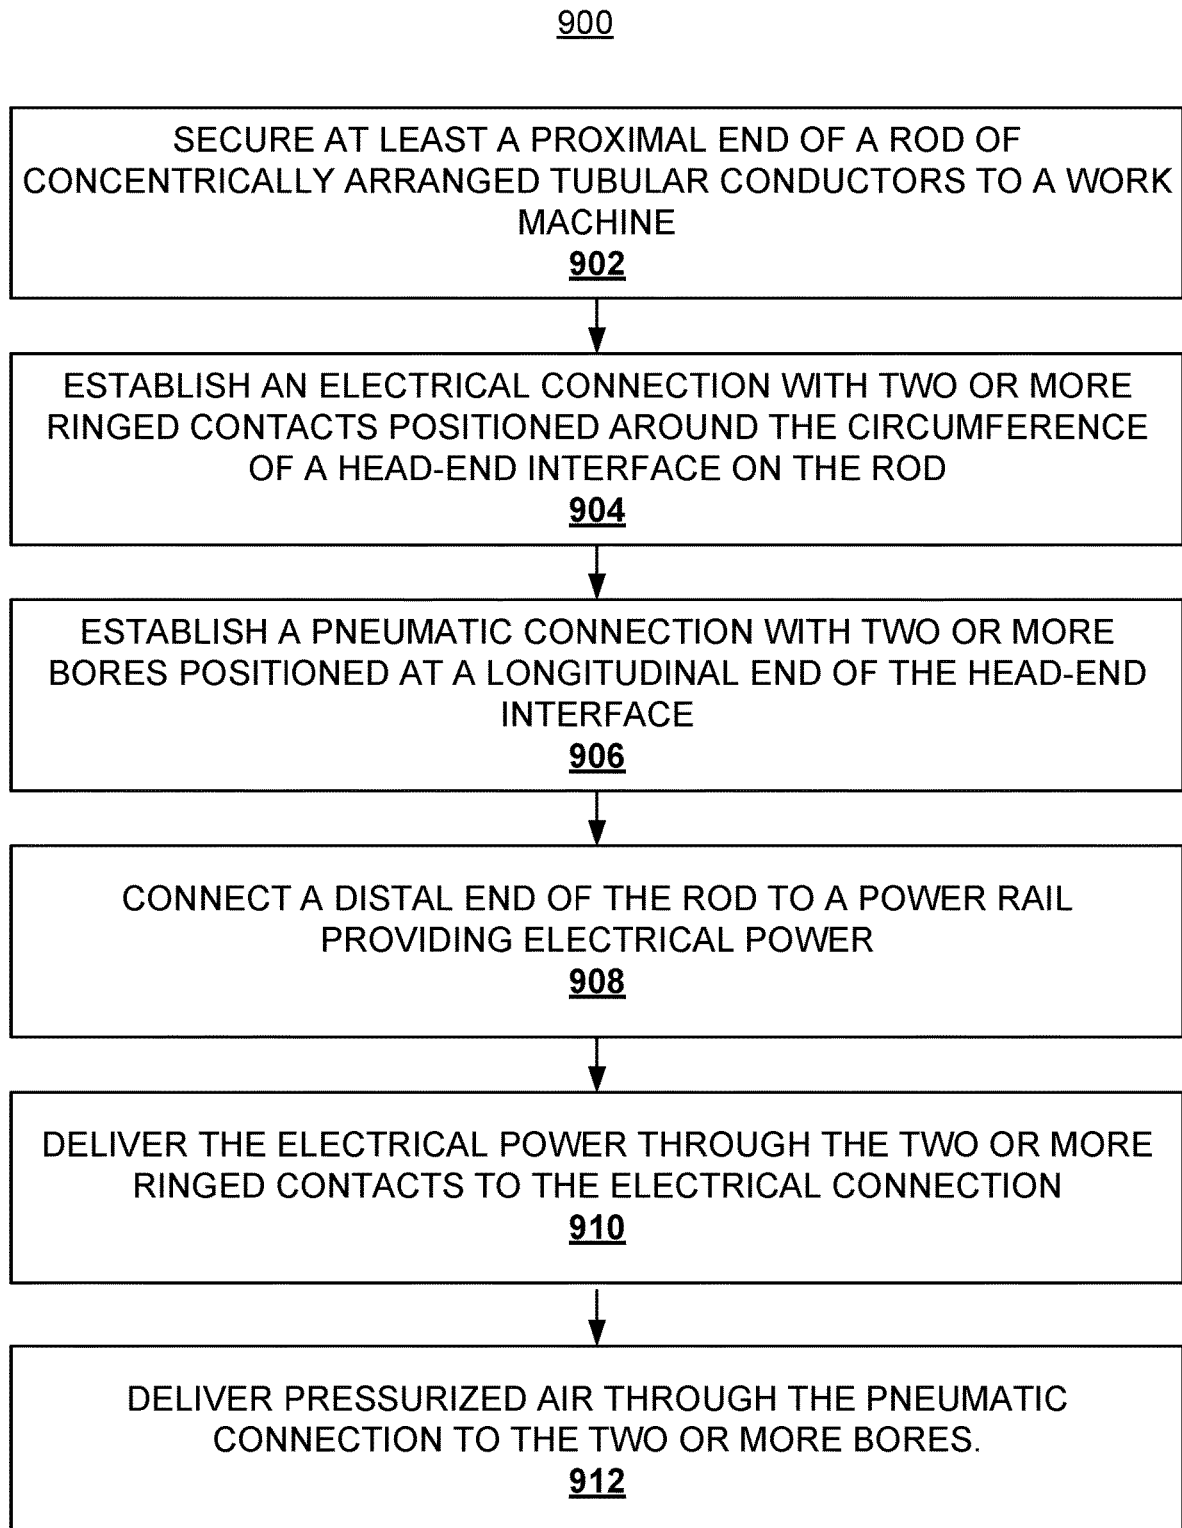 900
SECURE AT LEAST A PROXIMAL END OF A ROD OF
CONCENTRICALLY ARRANGED TUBULAR CONDUCTORS TO A WORK
MACHINE
902
ESTABLISH AN ELECTRICAL CONNECTION WITH TWO OR MORE
RINGED CONTACTS POSITIONED AROUND THE CIRCUMFERENCE
OF A HEAD-END INTERFACE ON THE ROD
904
ESTABLISH A PNEUMATIC CONNECTION WITH TWO OR MORE
BORES POSITIONED AT A LONGITUDINAL END OF THE HEAD-END
INTERFACE
906
CONNECT A DISTAL END OF THE ROD TO A POWER RAIL
PROVIDING ELECTRICAL POWER
908
DELIVER THE ELECTRICAL POWER THROUGH THE TWO OR MORE
RINGED CONTACTS TO THE ELECTRICAL CONNECTION
910
DELIVER PRESSURIZED AIR THROUGH THE PNEUMATIC
CONNECTION TO THE TWO OR MORE BORES.
912